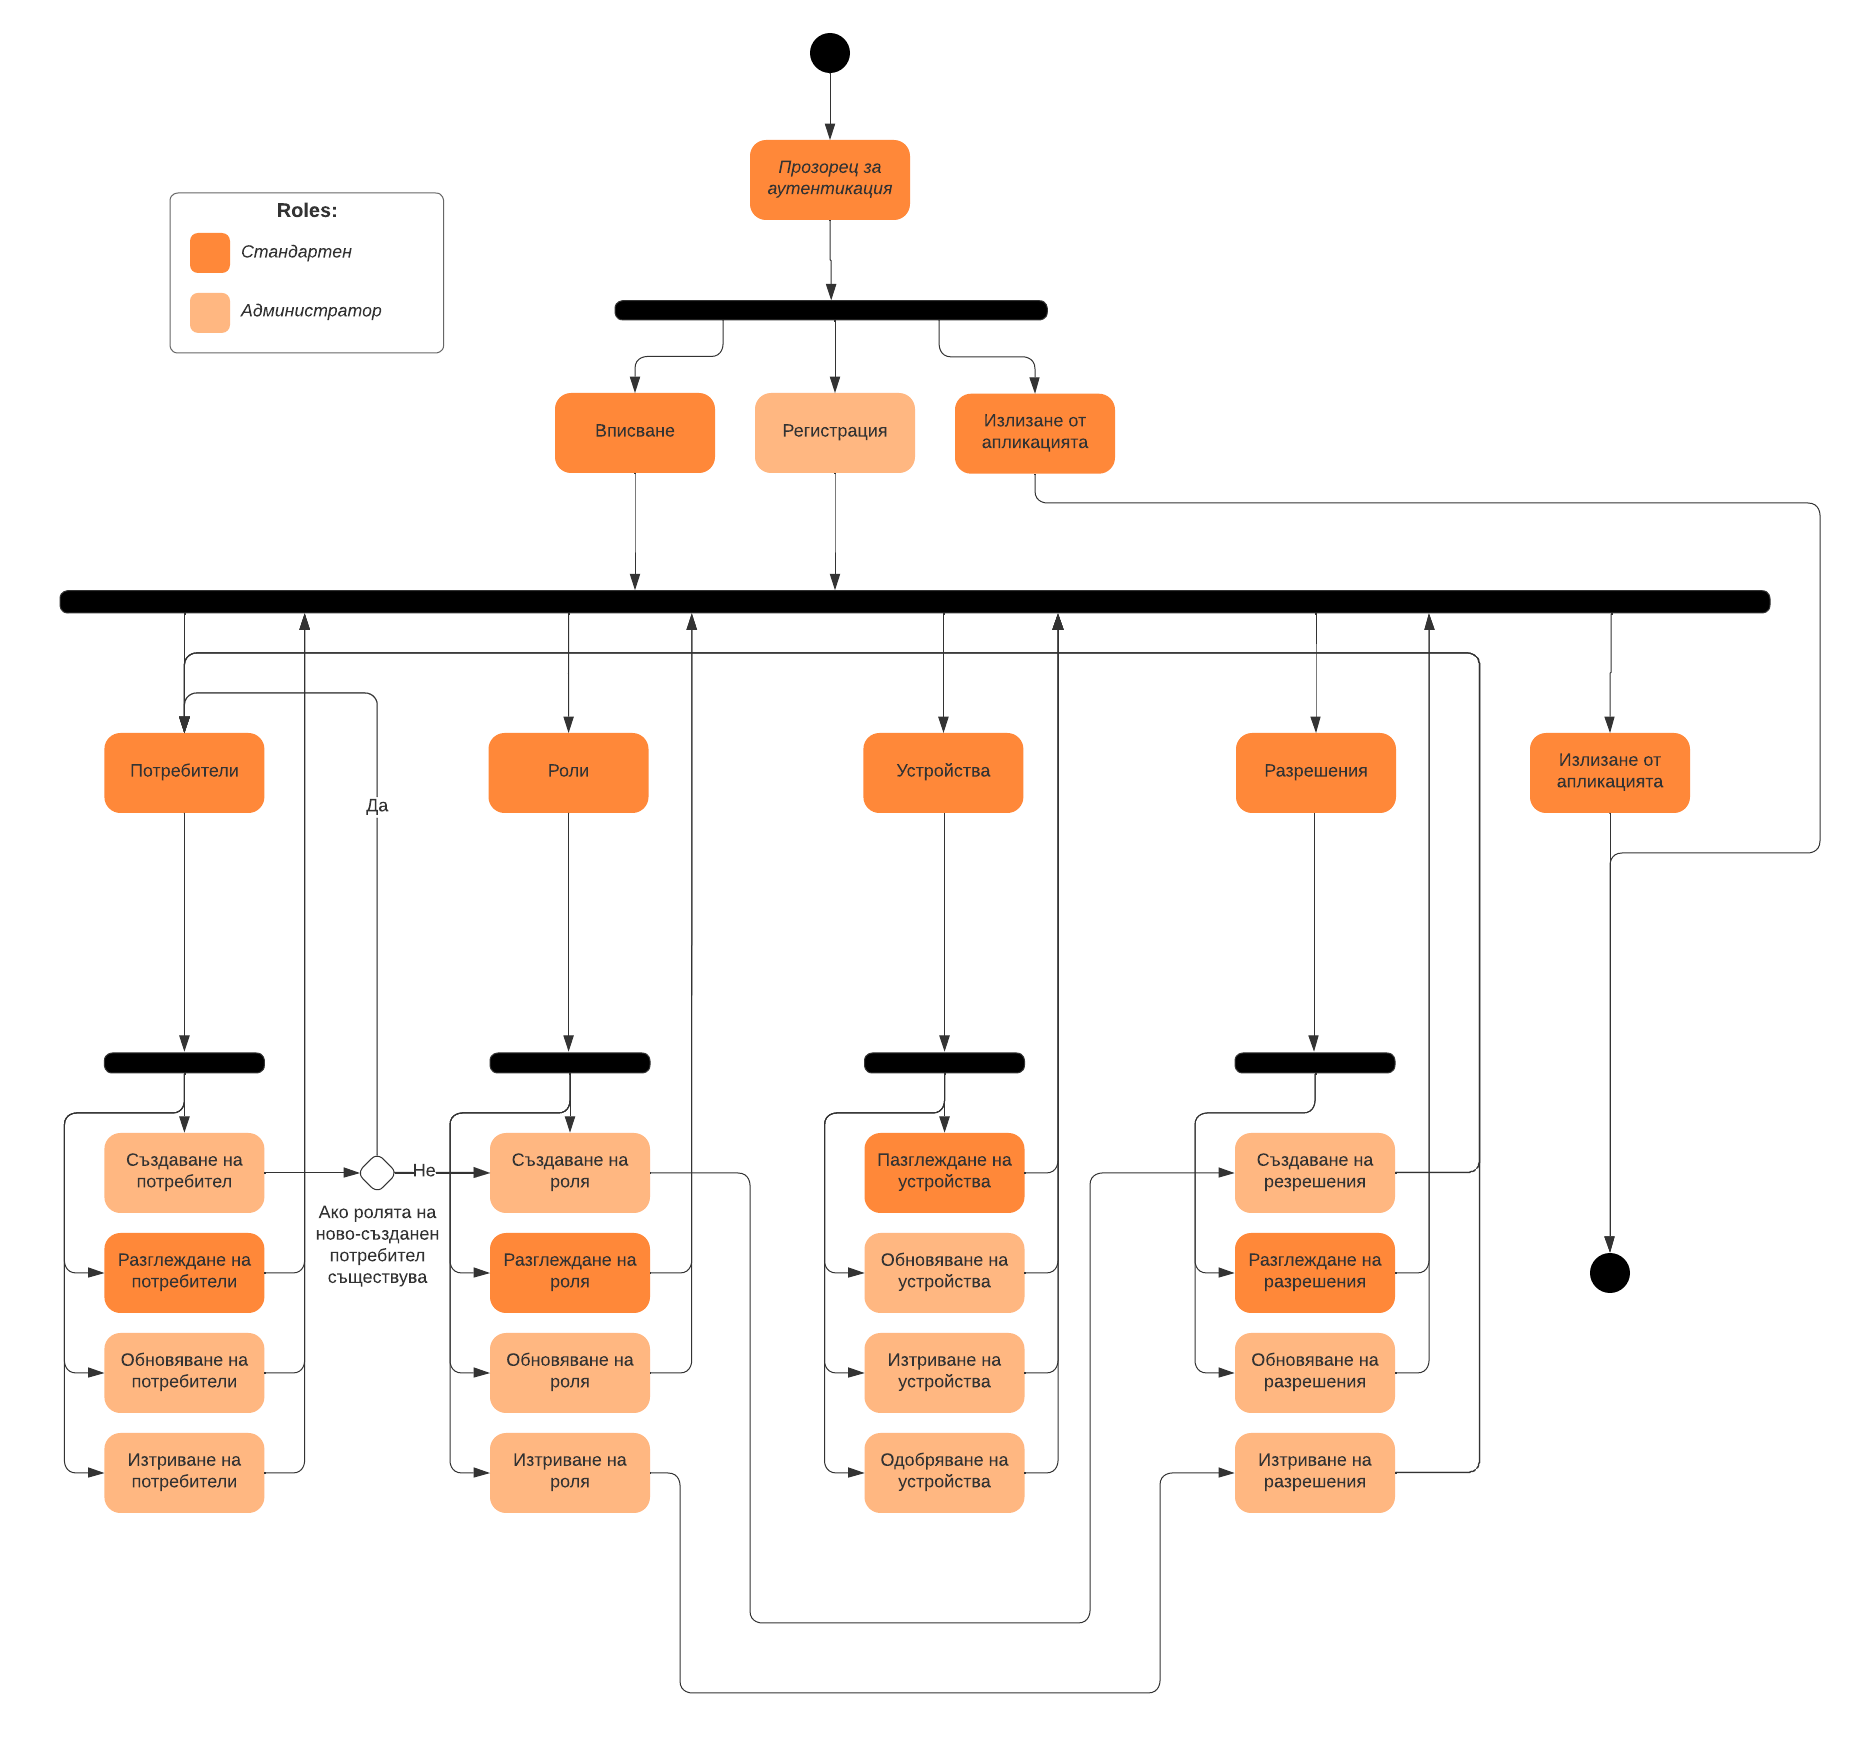 Прозорец за
аутентикация
Roles:
Стандартен
Администратор
Вписване
Регистрация
Излизане от
апликацията
Потребители
Роли
Устройства
Разрешения
Излизане от
апликацията
Да
Създаване на
потребител
Не
Ако ролята на
ново-създанен
потребител
съществува
Създаване на
роля
Пазглеждане на
устройства
Създаване на
резрешения
Разглеждане на
потребители
Разглеждане на
роля
Обновяване на
устройства
Разглеждане на
разрешения
Обновяване на
потребители
Обновяване на
роля
Изтриване на
устройства
Обновяване на
разрешения
Изтриване на
потребители
Изтриване на
роля
Одобряване на
устройства
Изтриване на
разрешения